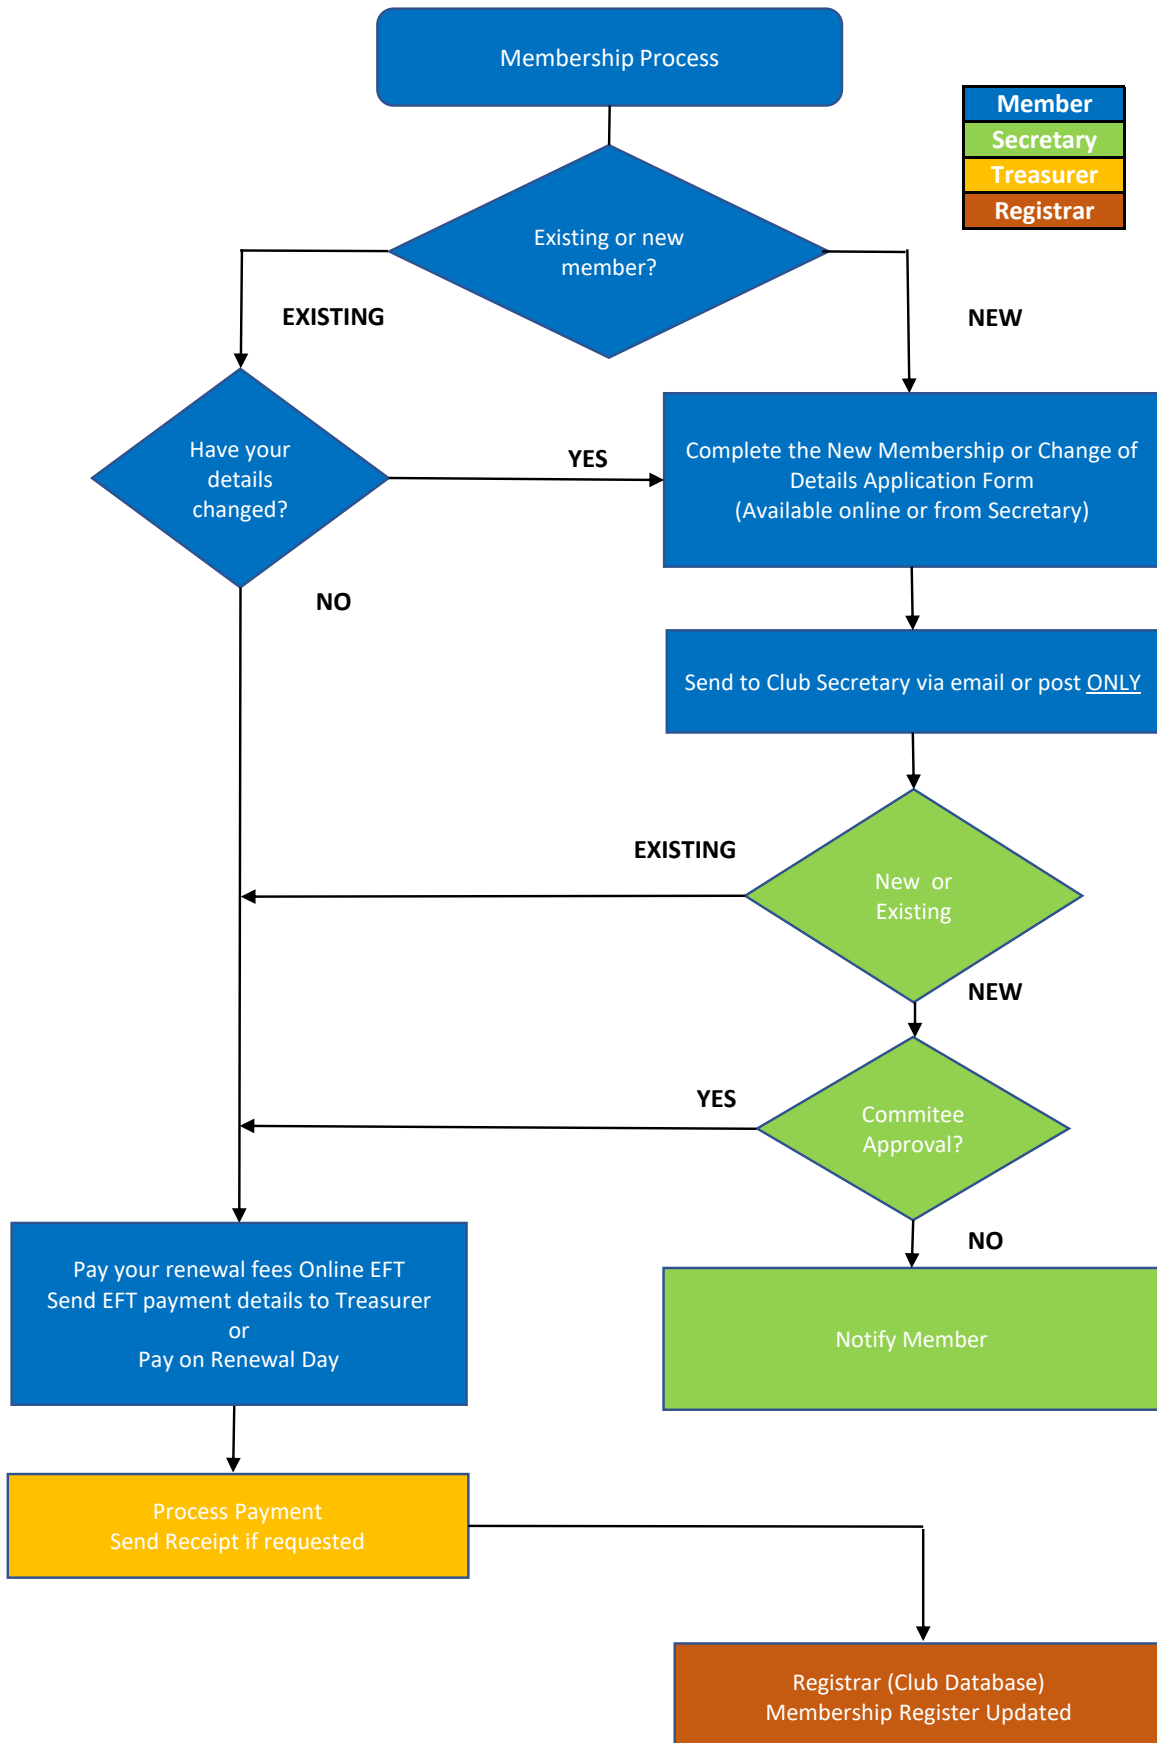 Membership Process
Member
Secretary
Treasurer
Registrar
Existing or new
member?
EXISTING
NEW
Have your
details
changed?
YES
Complete the New Membership or Change of
Details Application Form
(Available online or from Secretary)
NO
Send to Club Secretary via email or post ONLY
EXISTING
New or
Existing
NEW
YES
Commitee
Approval?
NO
Pay your renewal fees Online EFT
Send EFT payment details to Treasurer
or
Pay on Renewal Day
Notify Member
Process Payment
Send Receipt if requested
Registrar (Club Database)
Membership Register Updated